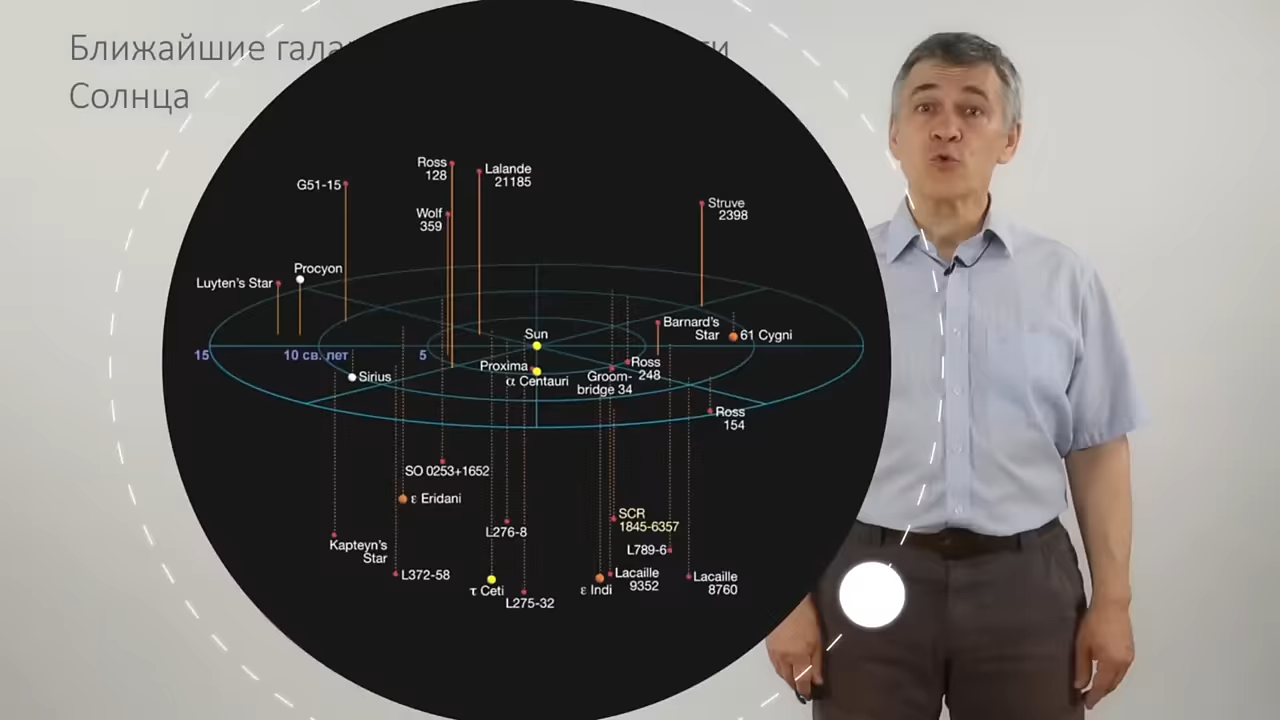 Ближайшие
Солнца
Ross
128
Lalande
21185
G51-15
Wolf
359
Struve
2398
Procyon
Luyten's Star
Sun
Barnard's
Star
61 Cygni
15
10 св. лет
5
Proxima
α Centauri
Ross
248
Groom-
bridge 34
Sirius
Ross
154
SO 0253+1652
ε Eridani
SCR
1845-6357
L276-8
Kapteyn's
Star
L789-6
L372-58
τ Ceti
L275-32
ε Indi
Lacaille
9352
Lacaille
8760